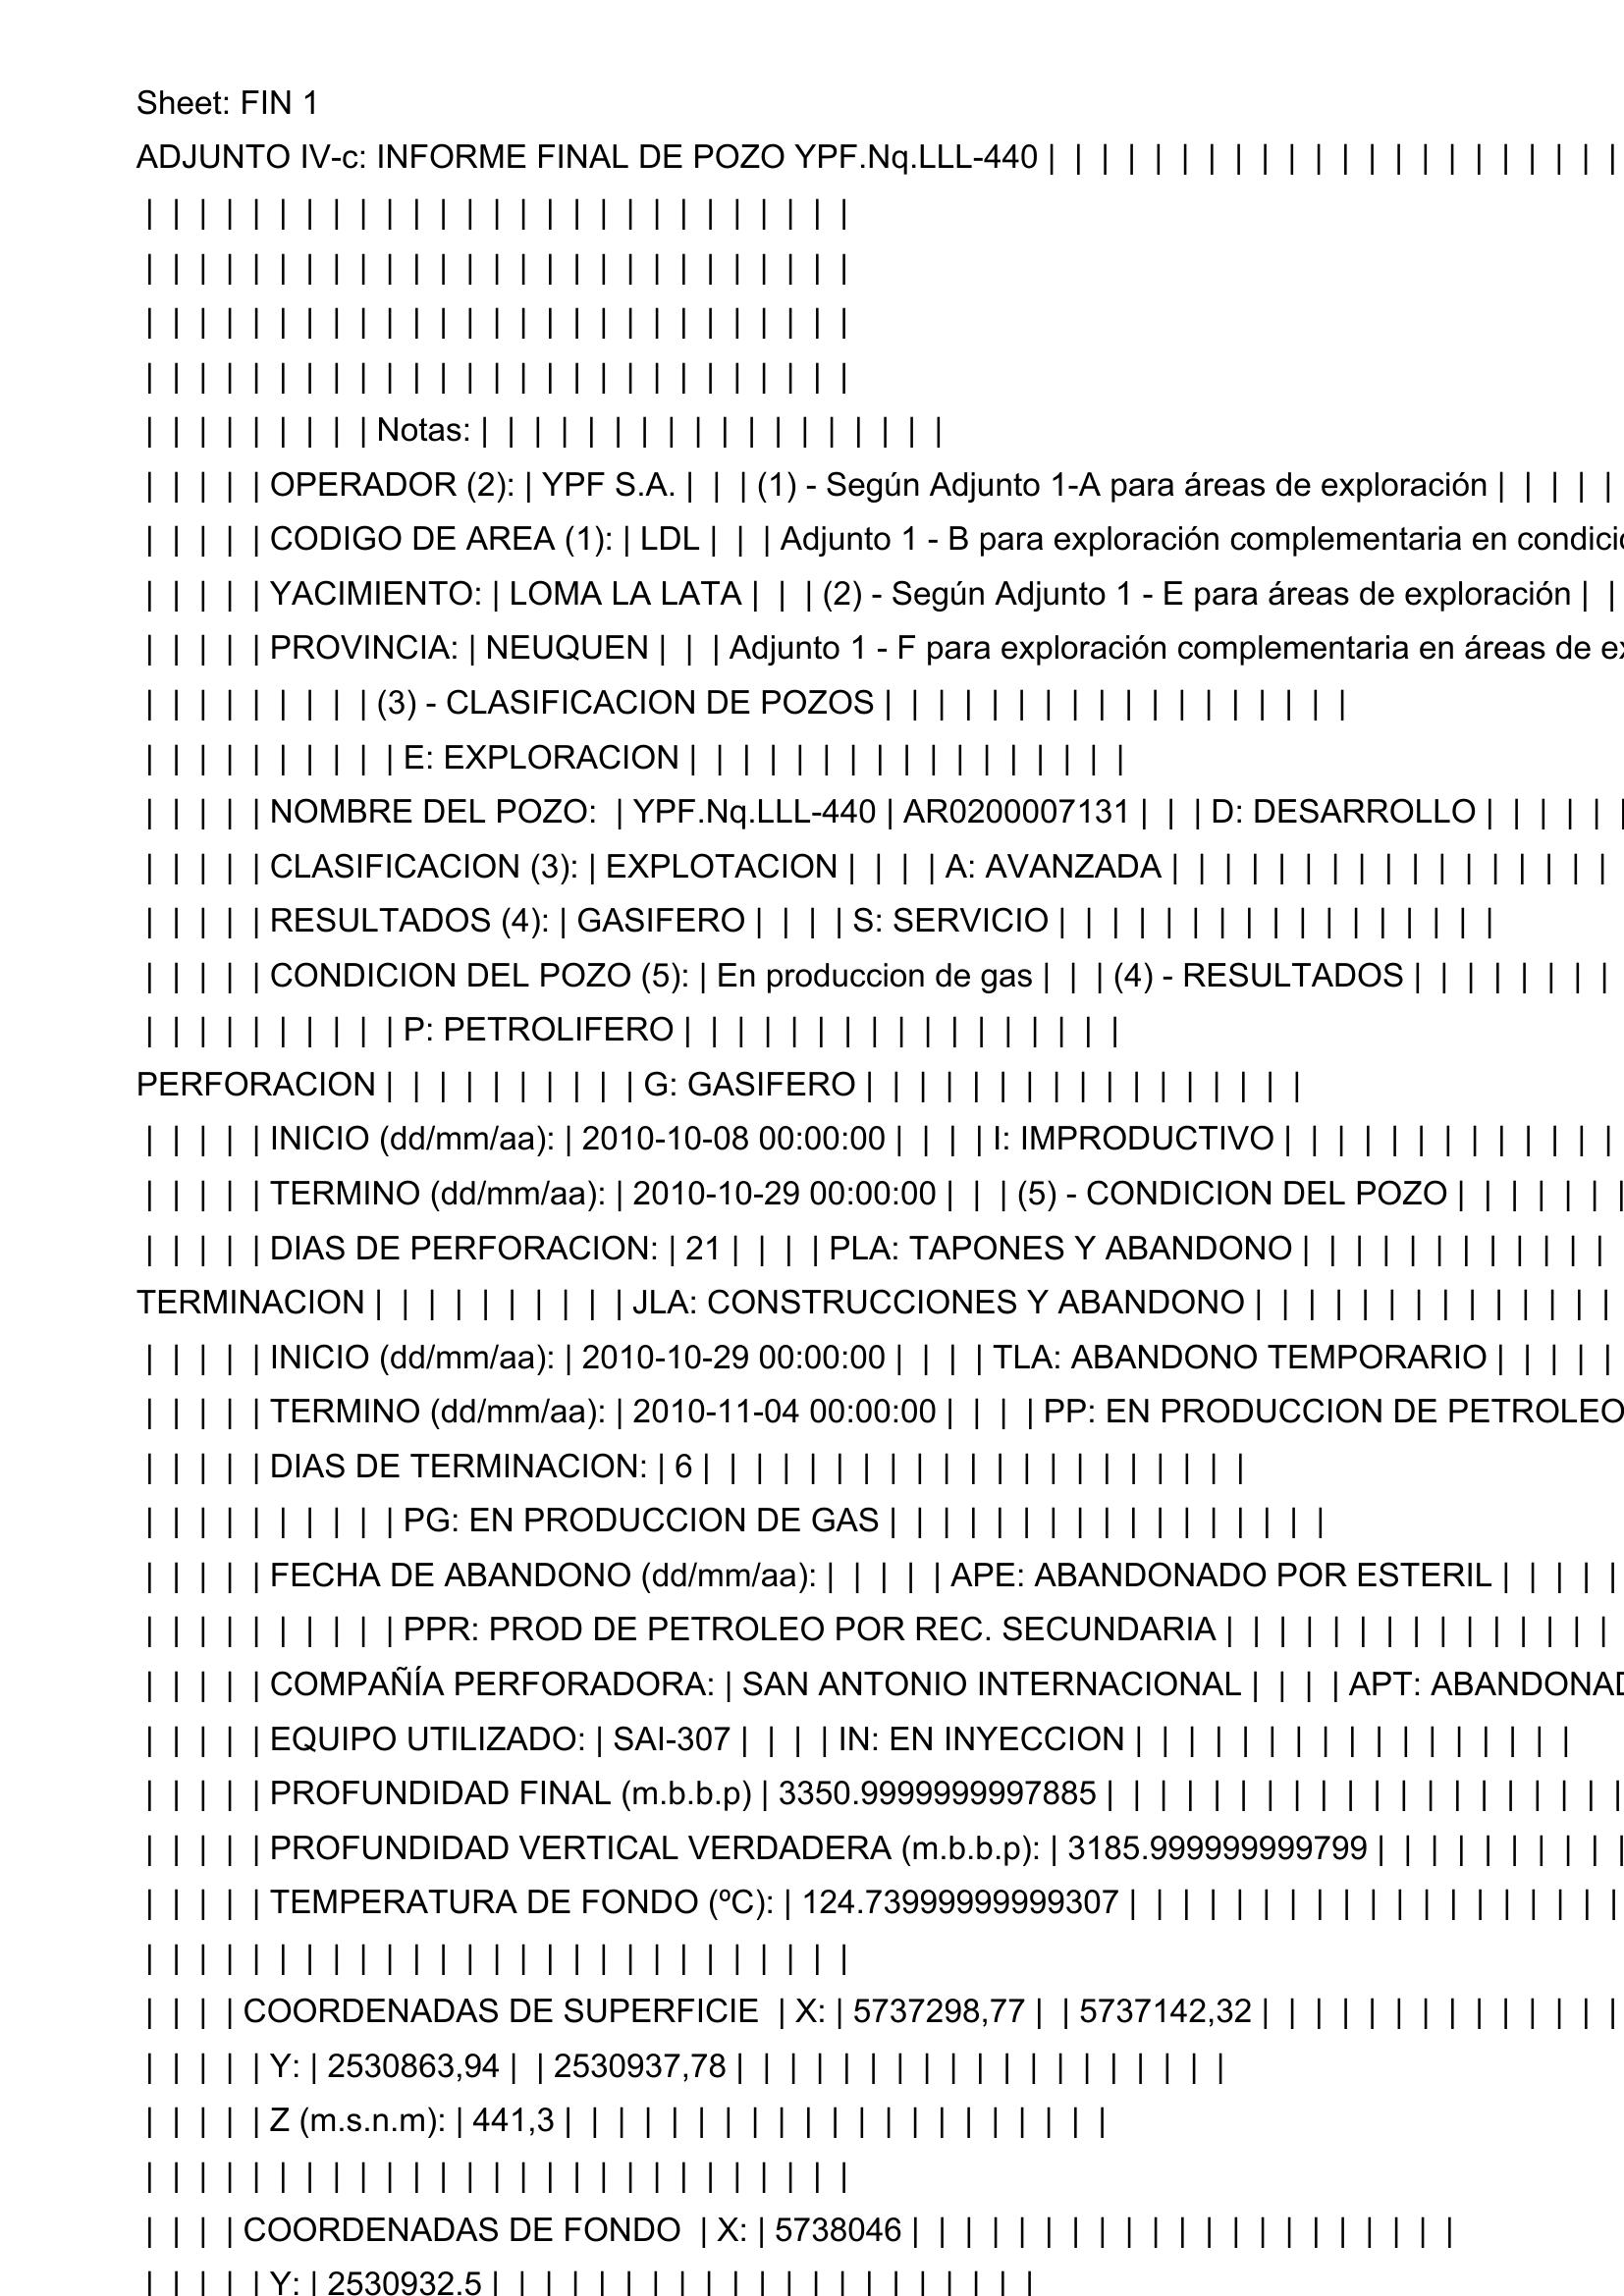 Sheet: FIN 1
ADJUNTO IV-c: INFORME FINAL DE POZO YPF.Nq.LLL-440 | | | | | | | | | | | | | | | | | | | | | |
| | | | | | | | | | | | | | | | | | | | | | | | | | |
| | | | | | | | | | | | | | | | | | | | | | | | | | |
| | | | | | | | | | | | | | | | | | | | | | | | | | |
| | | | | | | | | | | | | | | | | | | | | | | | | | |
| | | | | | | | | Notas: | | | | | | | | | | | | | | | | | |
| | | | | OPERADOR (2): | YPF S.A. | | | (1) - Según Adjunto 1-A para áreas de exploración | | | | |
| | | | | CODIGO DE AREA (1): | LDL | | | Adjunto 1 - B para exploración complementaria en condicio
| | | | | YACIMIENTO: | LOMA LA LATA | | | (2) - Según Adjunto 1 - E para áreas de exploración | |
| | | | | PROVINCIA: | NEUQUEN | | | Adjunto 1 - F para exploración complementaria en áreas de ex
| | | | | | | | | (3) - CLASIFICACION DE POZOS | | | | | | | | | | | | | | | | | |
| | | | | | | | | | E: EXPLORACION | | | | | | | | | | | | | | | | |
| | | | | NOMBRE DEL POZO: | YPF.Nq.LLL-440 | AR0200007131 | | | D: DESARROLLO | | | | | |
| | | | | CLASIFICACION (3): | EXPLOTACION | | | | A: AVANZADA | | | | | | | | | | | | | | | | |
| | | | | RESULTADOS (4): | GASIFERO | | | | S: SERVICIO | | | | | | | | | | | | | | | | |
| | | | | CONDICION DEL POZO (5): | En produccion de gas | | | (4) - RESULTADOS | | | | | | | |
| | | | | | | | | | P: PETROLIFERO | | | | | | | | | | | | | | | | |
PERFORACION | | | | | | | | | | G: GASIFERO | | | | | | | | | | | | | | | | |
| | | | | INICIO (dd/mm/aa): | 2010-10-08 00:00:00 | | | | I: IMPRODUCTIVO | | | | | | | | | | | | |
| | | | | TERMINO (dd/mm/aa): | 2010-10-29 00:00:00 | | | (5) - CONDICION DEL POZO | | | | | | |
| | | | | DIAS DE PERFORACION: | 21 | | | | PLA: TAPONES Y ABANDONO | | | | | | | | | | | |
TERMINACION | | | | | | | | | | JLA: CONSTRUCCIONES Y ABANDONO | | | | | | | | | | | | | |
| | | | | INICIO (dd/mm/aa): | 2010-10-29 00:00:00 | | | | TLA: ABANDONO TEMPORARIO | | | | |
| | | | | TERMINO (dd/mm/aa): | 2010-11-04 00:00:00 | | | | PP: EN PRODUCCION DE PETROLEO
| | | | | DIAS DE TERMINACION: | 6 | | | | | | | | | | | | | | | | | | | | |
| | | | | | | | | | PG: EN PRODUCCION DE GAS | | | | | | | | | | | | | | | | |
| | | | | FECHA DE ABANDONO (dd/mm/aa): | | | | | APE: ABANDONADO POR ESTERIL | | | | |
| | | | | | | | | | PPR: PROD DE PETROLEO POR REC. SECUNDARIA | | | | | | | | | | | | | | |
| | | | | COMPAÑÍA PERFORADORA: | SAN ANTONIO INTERNACIONAL | | | | APT: ABANDONAD
| | | | | EQUIPO UTILIZADO: | SAI-307 | | | | IN: EN INYECCION | | | | | | | | | | | | | | | | |
| | | | | PROFUNDIDAD FINAL (m.b.b.p) | 3350.9999999997885 | | | | | | | | | | | | | | | | | | | |
| | | | | PROFUNDIDAD VERTICAL VERDADERA (m.b.b.p): | 3185.999999999799 | | | | | | | | | |
| | | | | TEMPERATURA DE FONDO (ºC): | 124.73999999999307 | | | | | | | | | | | | | | | | | | |
| | | | | | | | | | | | | | | | | | | | | | | | | | |
| | | | COORDENADAS DE SUPERFICIE | X: | 5737298,77 | | 5737142,32 | | | | | | | | | | | | | |
| | | | | Y: | 2530863,94 | | 2530937,78 | | | | | | | | | | | | | | | | | | |
| | | | | Z (m.s.n.m): | 441,3 | | | | | | | | | | | | | | | | | | | | |
| | | | | | | | | | | | | | | | | | | | | | | | | | |
| | | | COORDENADAS DE FONDO | X: | 5738046 | | | | | | | | | | | | | | | | | | | | |
| | | | | Y: | 2530932.5 | | | | | | | | | | | | | | | | | | | | |